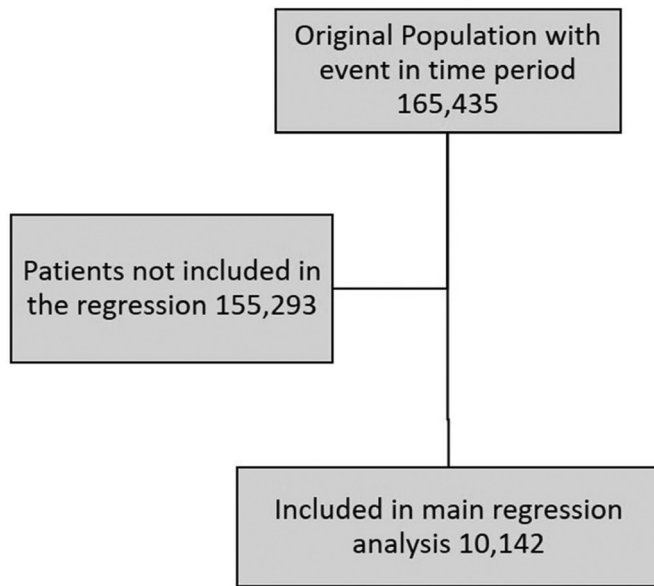 Original Population with
event in time period
165,435
Patients not included in
the regression 155,293
Included in main regression
analysis 10,142